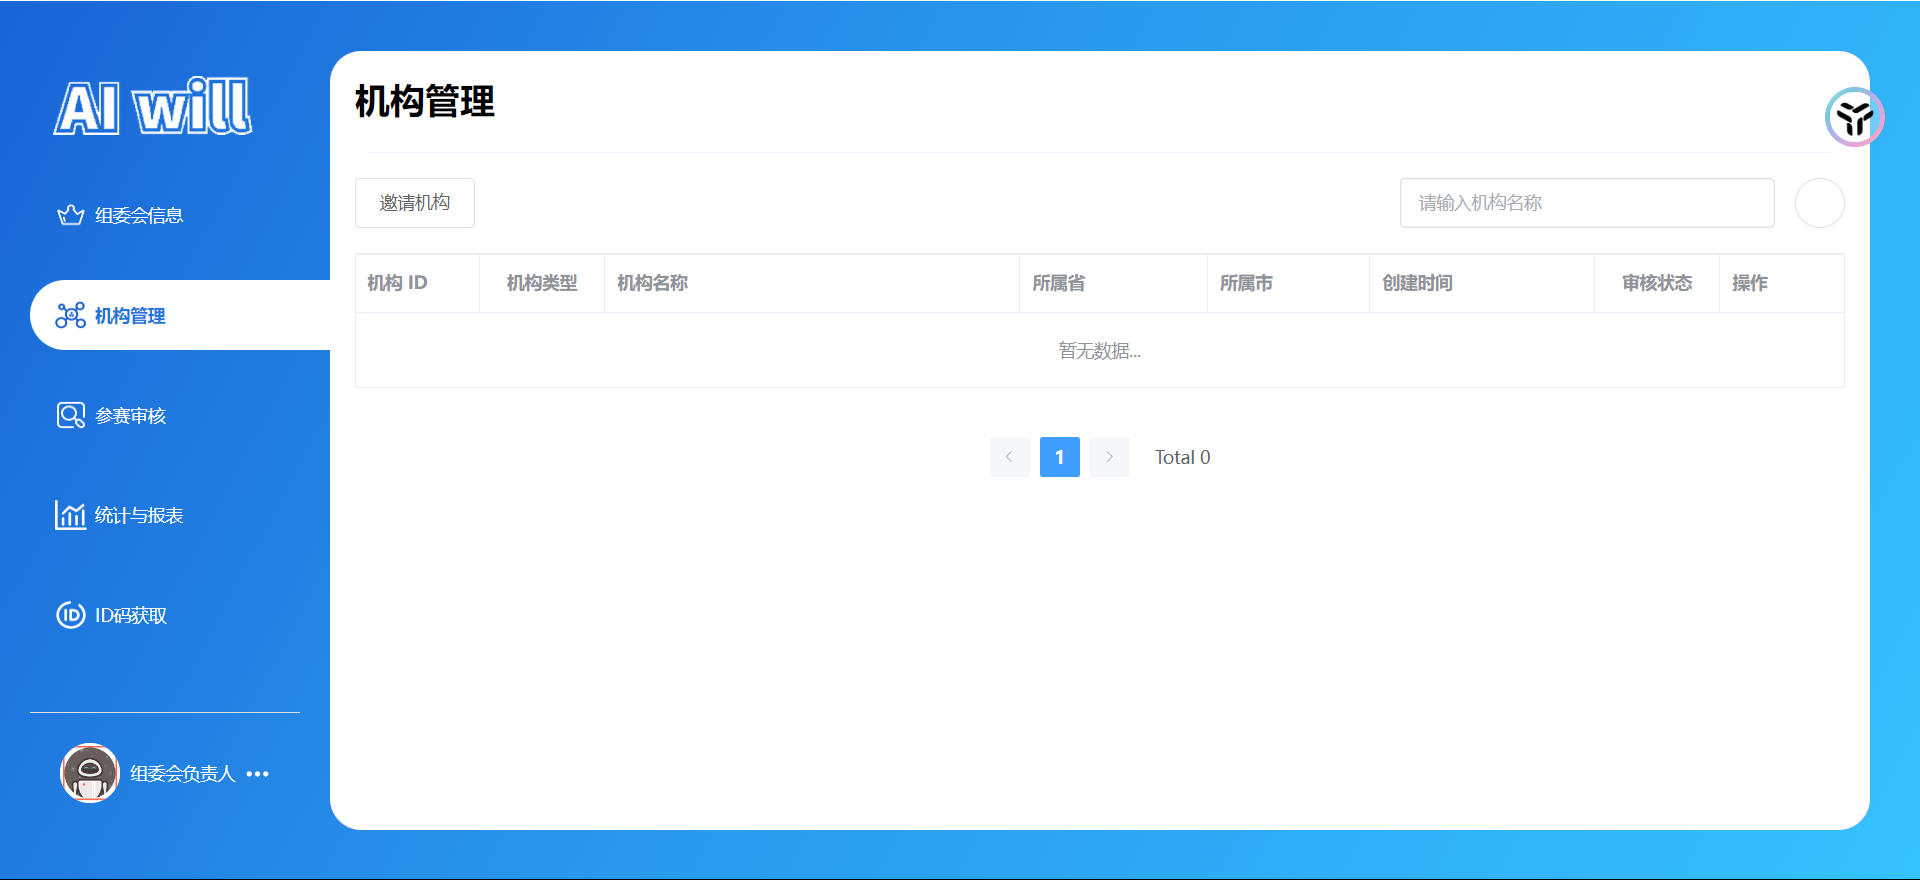 AI will
组委会信息
机构管理
参赛审核
统计与报表
ID码获取
组委会负责人
机构管理
邀请机构
请输入机构名称
机构 ID 机构类型 机构名称 所属省 所属市 创建时间 审核状态 操作
暂无数据...
1 Total 0